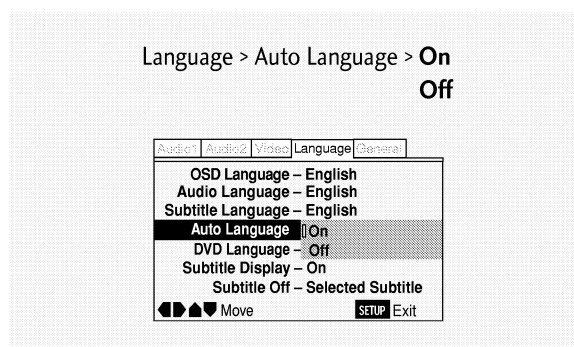 Language > Auto Language > On
Off
Audio1 Audio2 Video Language General
OSD Language – English
Audio Language – English
Subtitle Language – English
Auto Language On
DVD Language – Off
Subtitle Display – On
Subtitle Off – Selected Subtitle
Move SETUP Exit